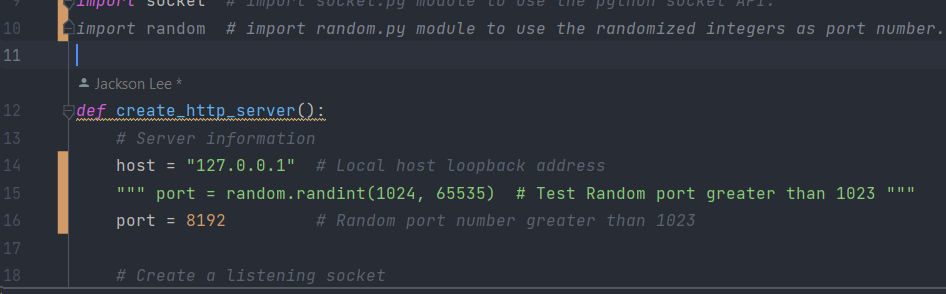 9 import socket  # import socket.py module to use the python socket API.
10 import random  # import random.py module to use the randomized integers as port number.
11
Jackson Lee *
12 def create_http_server():
13 # Server information
14 host = "127.0.0.1"  # Local host loopback address
15 """ port = random.randint(1024, 65535)  # Test Random port greater than 1023 """
16 port = 8192         # Random port number greater than 1023
17
18 # Create a listening socket